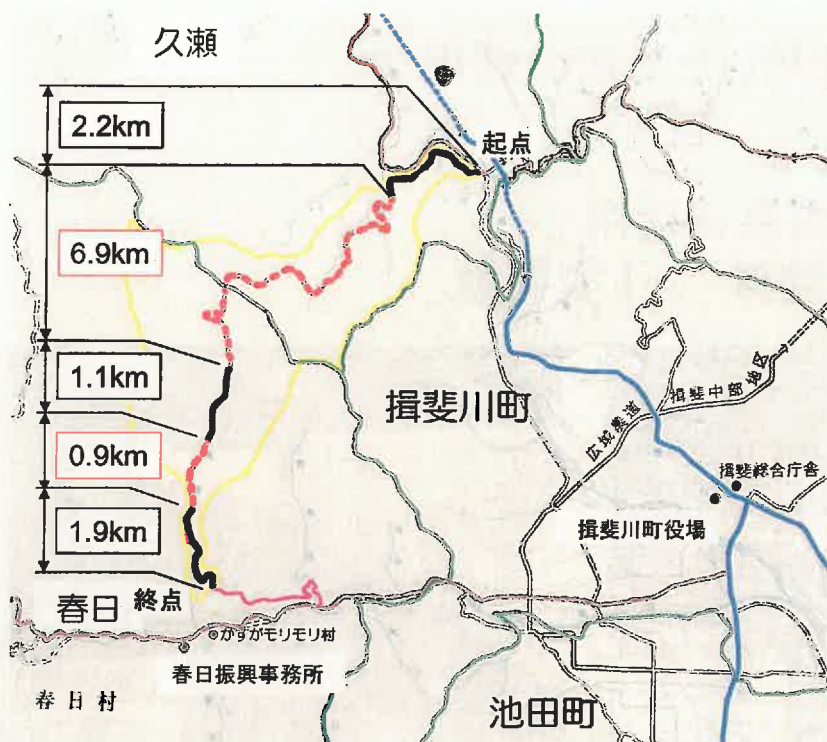 久瀬
2.2km
起点
6.9km
1.1km
揖斐川町
広域農道
揖斐中部地区
0.9km
揖斐総合庁舎
揖斐川町役場
1.9km
春日
終点
かすがモリモリ村
春日振興事務所
春日村
池田町